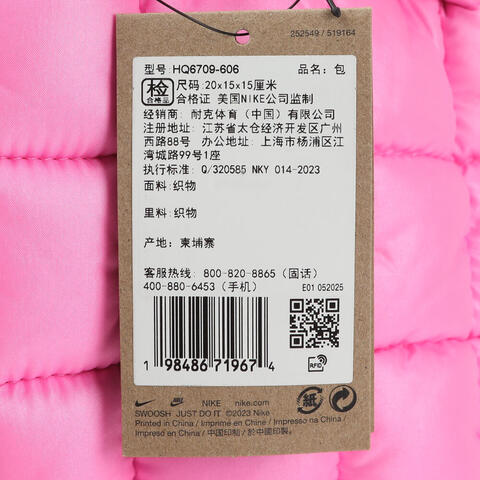 252549 / 519164
型号:HQ6709-606 品名:包
检 合格品 尺码:20x15x15厘米
合格证 美国NIKE公司监制
经销商: 耐克体育(中国)有限公司
注册地址: 江苏省太仓经济开发区广州
西路88号 办公地址: 上海市杨浦区江
湾城路99号1座
执行标准: Q/320585 NKY 014-2023
面料:织物
里料:织物
产地: 柬埔寨
客服热线: 800-820-8865(固话)
400-880-6453(手机) E01 052025
1 98486 71967 4
RFID
NIKE nike.com
SWOOSH JUST DO IT ©2023 Nike
Printed in China / Imprimé en Chine / Impresso na China /
Impreso en China / 中国印制 / 於中國印製。
紙